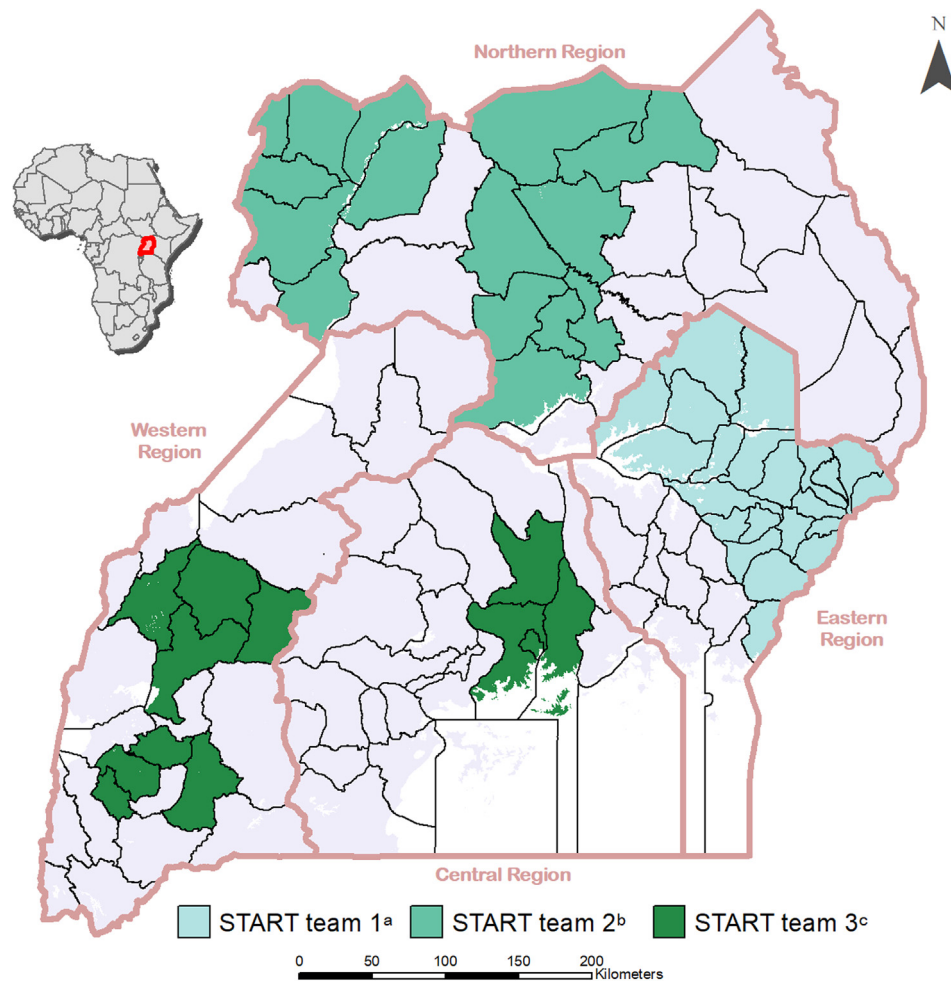 N
Northern Region
Western
Region
Eastern
Region
Central Region
START team 1ᵃ
START team 2ᵇ
START team 3ᶜ
0 50 100 150 200
Kilometers